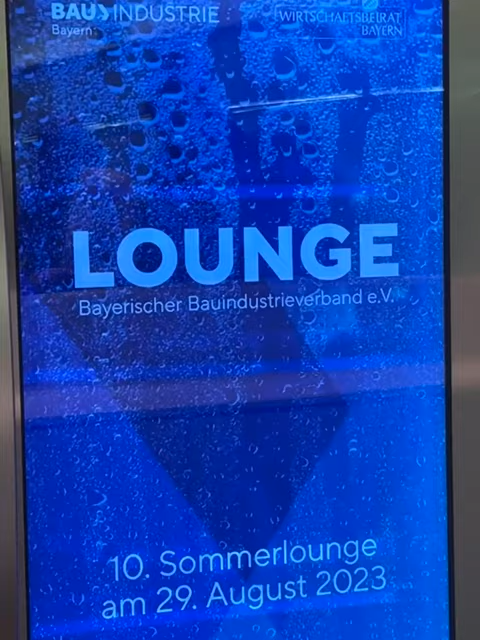 BAU INDUSTRIE
Bayern
WIRTSCHAFTSBEIRAT
BAYERN
LOUNGE
Bayerischer Bauindustrieverband e.V.
10. Sommerlounge
am 29. August 2023